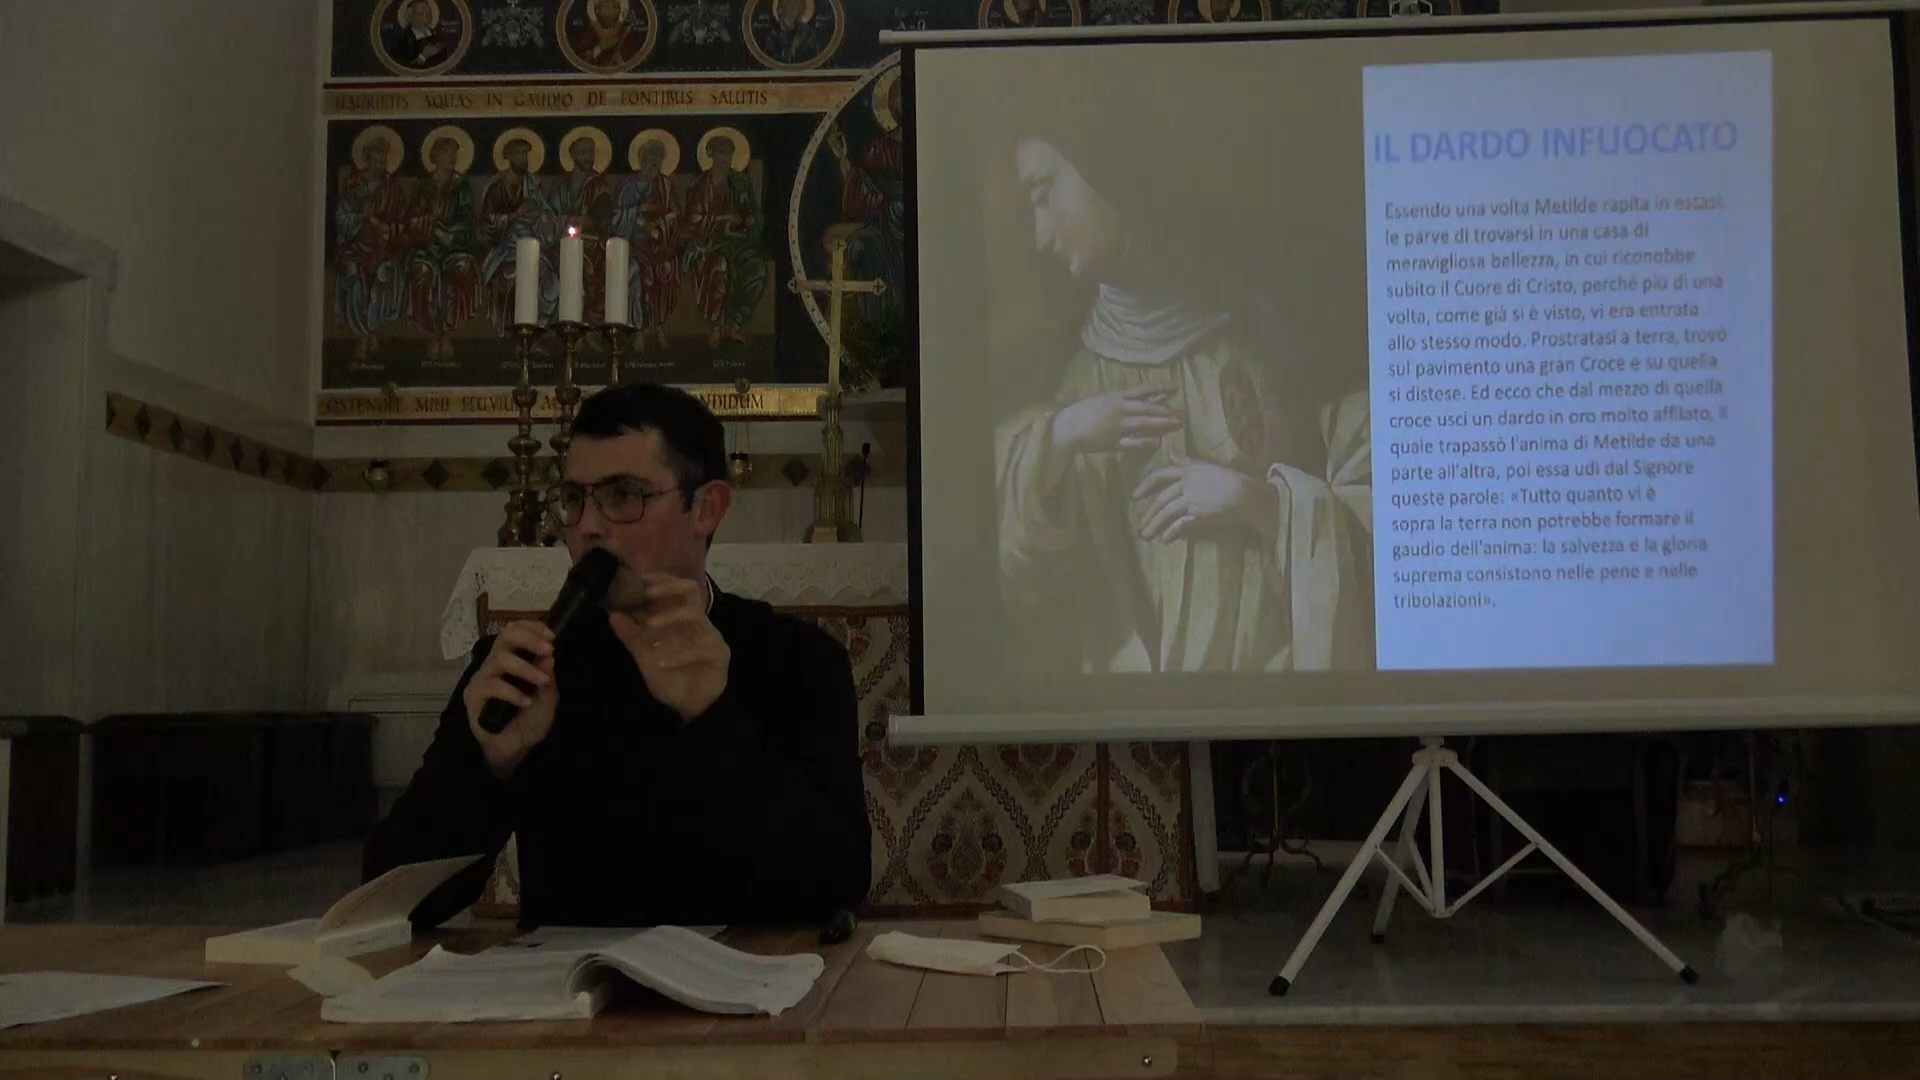 HAURIETIS AQUAS IN GAUDIO DE FONTIBUS SALUTIS
OSTENDIT MIHI FLUVIUM
NDIDUM
IL DARDO INFUOCATO
Essendo una volta Metilde rapita in estasi,
le parve di trovarsi in una casa di
meravigliosa bellezza, in cui riconobbe
subito il Cuore di Cristo, perché più di una
volta, come già si è visto, vi era entrata
allo stesso modo. Prostratasi a terra, trovò
sul pavimento una gran Croce e su quella
si distese. Ed ecco che dal mezzo di quella
croce uscì un dardo in oro molto affilato, il
quale trapassò l'anima di Metilde da una
parte all'altra, poi essa udì dal Signore
queste parole: «Tutto quanto vi è
sopra la terra non potrebbe formare il
gaudio dell'anima: la salvezza e la gloria
suprema consistono nelle pene e nelle
tribolazioni».